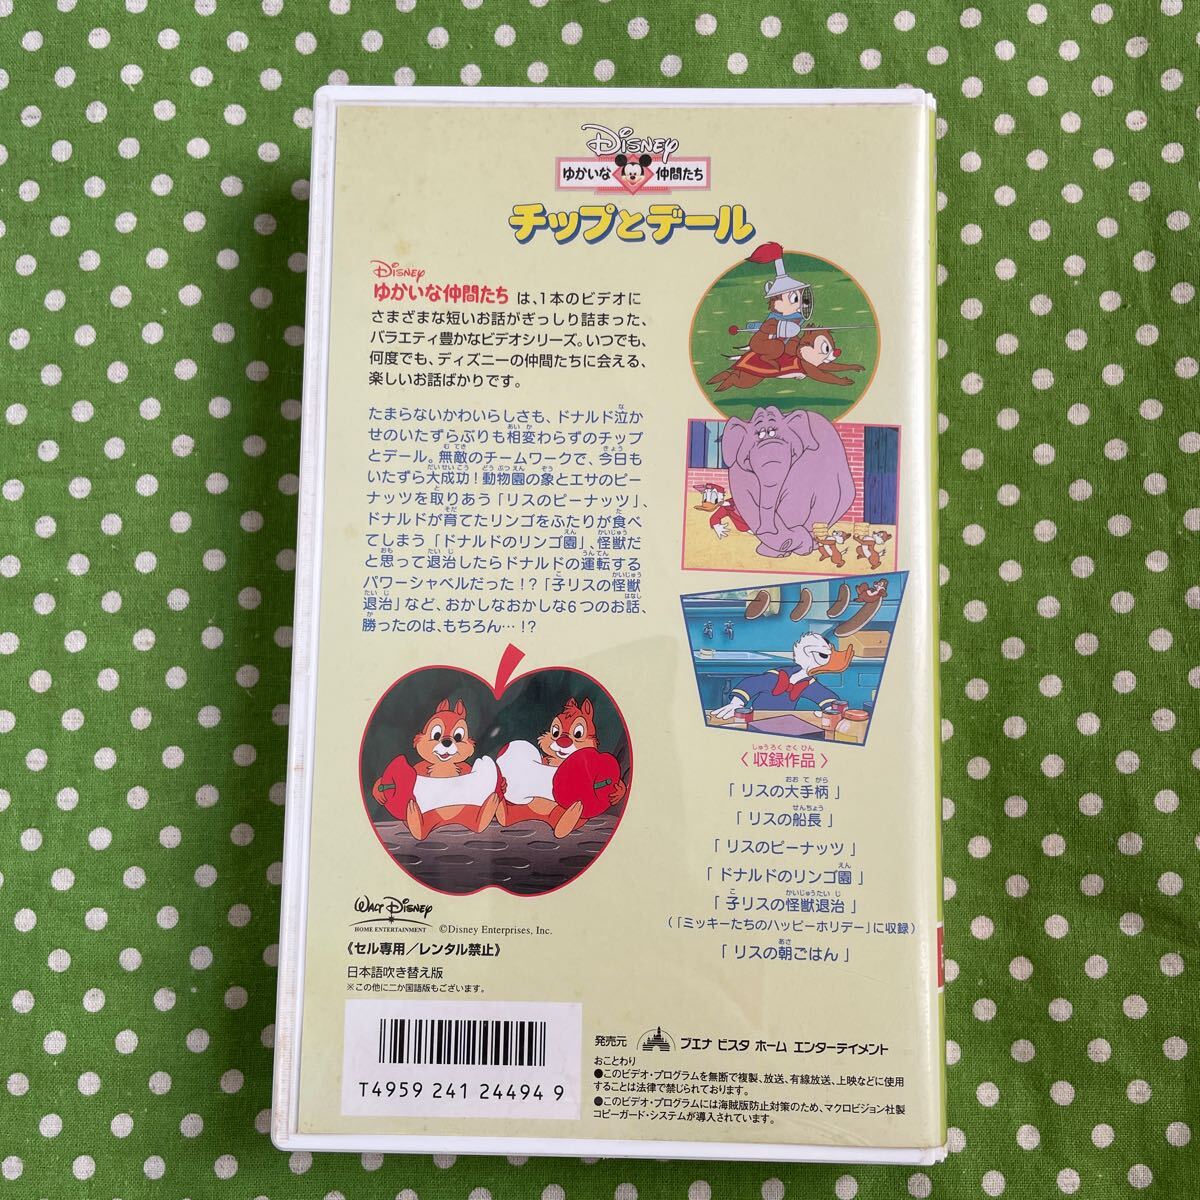 Disney
ゆかいな 仲間たち
チップとデール
Disney
ゆかいな仲間たち は、1本のビデオに
さまざまな短いお話がぎっしり詰まった、
バラエティ豊かなビデオシリーズ。いつでも、
何度でも、ディズニーの仲間たちに会える、
楽しいお話ばかりです。
たまらないかわいらしさも、ドナルド泣か
せのいたずらぶりも相変わらずのチップ
とデール。無敵のチームワークで、今日も
いたずら大成功!動物園の象とエサのピー
ナッツを取りあう「リスのピーナッツ」、
ドナルドが育てたリンゴをふたりが食べ
てしまう「ドナルドのリンゴ園」、怪獣だ
と思って退治したらドナルドの運転する
パワーシャベルだった!?「子リスの怪獣
退治」など、おかしなおかしな6つのお話、
勝ったのは、もちろん…!?
〈収録作品〉
「リスの大手柄」
「リスの船長」
「リスのピーナッツ」
「ドナルドのリンゴ園」
「子リスの怪獣退治」
(「ミッキーたちのハッピーホリデー」に収録)
「リスの朝ごはん」
WALT DISNEY
HOME ENTERTAINMENT
©Disney Enterprises, Inc.
《セル専用/レンタル禁止》
日本語吹き替え版
※この他に二か国語版もございます。
T4959 241 24494 9
発売元 ブエナ ビスタ ホーム エンターテイメント
おことわり
●このビデオ・プログラムを無断で複製、放送、有線放送、上映などに使用
することは法律で禁じられております。
●このビデオ・プログラムには海賊版防止対策のため、マクロビジョン社製
コピーガード・システムが導入されています。